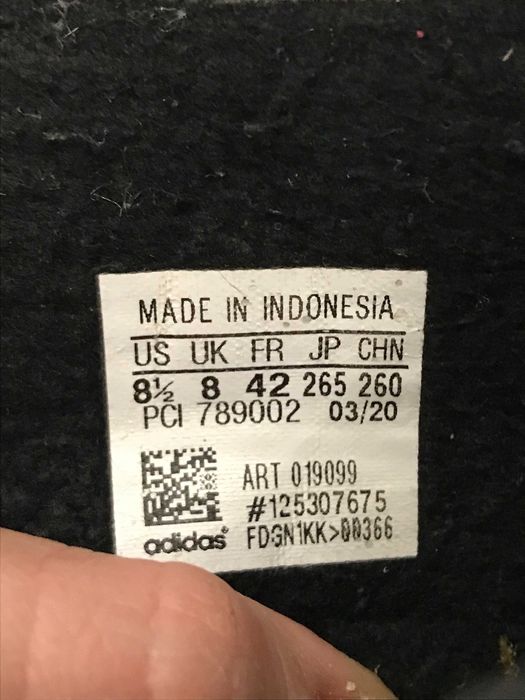 MADE IN INDONESIA
US UK FR JP CHN
8½ 8 42 265 260
PCI 789002 03/20
ART 019099
#125307675
adidas FDGN1KK>00366